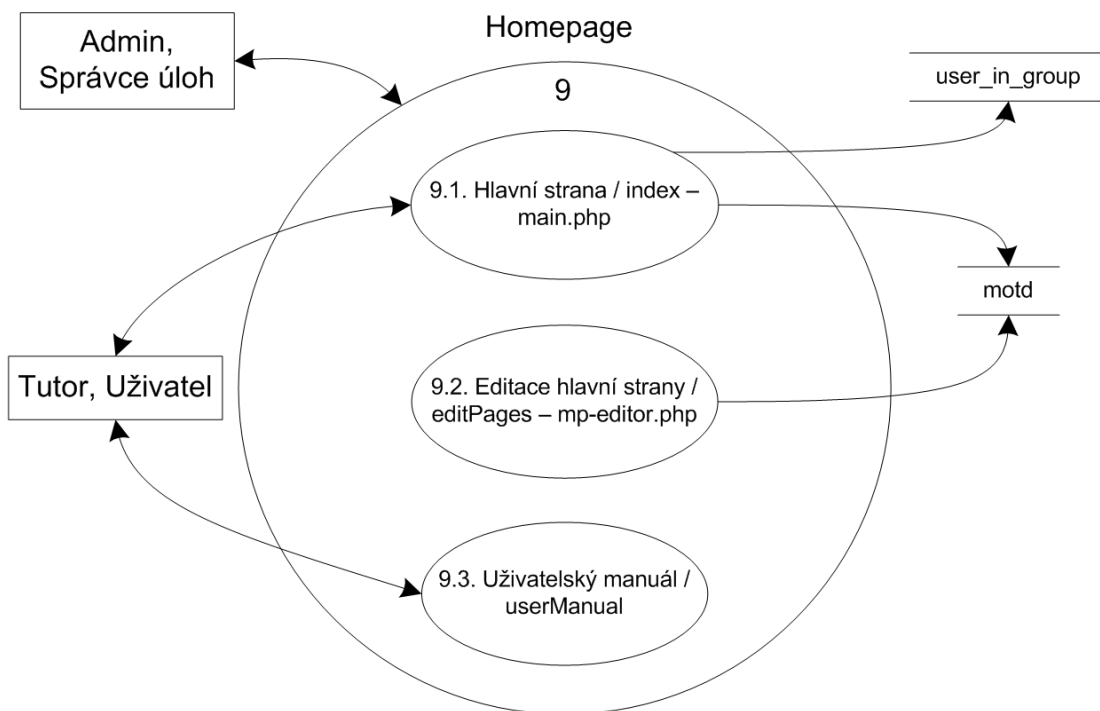 Homepage
Admin,
Správce úloh
9
user_in_group
9.1. Hlavní strana / index –
main.php
motd
Tutor, Uživatel
9.2. Editace hlavní strany /
editPages – mp-editor.php
9.3. Uživatelský manuál /
userManual